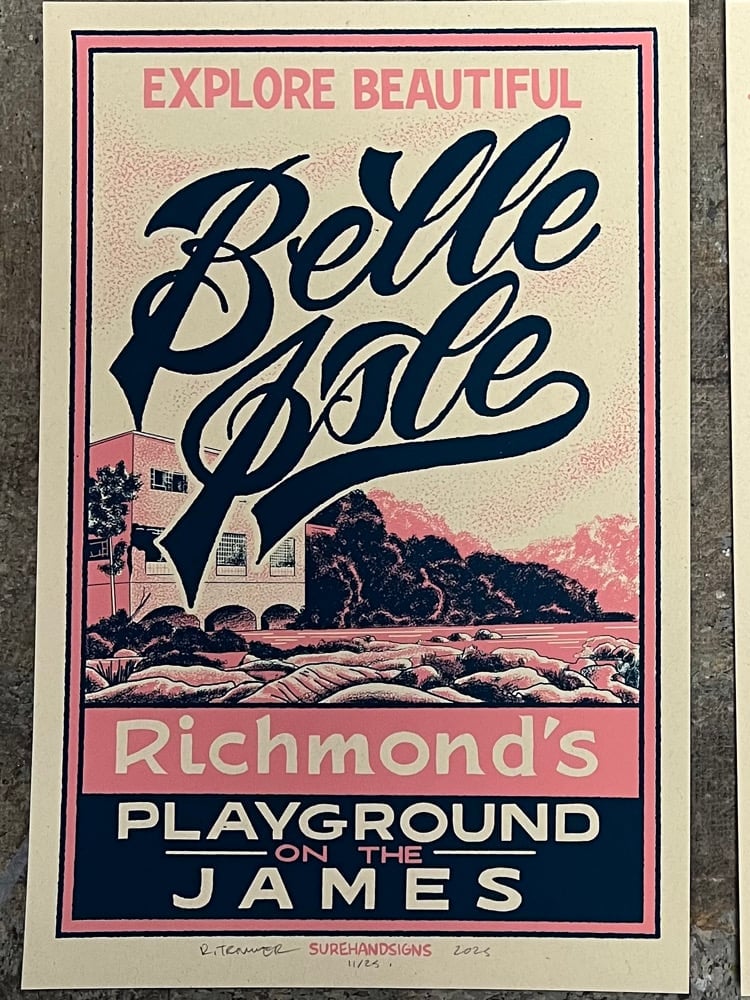 EXPLORE BEAUTIFUL
Belle
Isle
Richmond's
PLAYGROUND
ON THE
JAMES
SUREHANDSIGNS
11/25